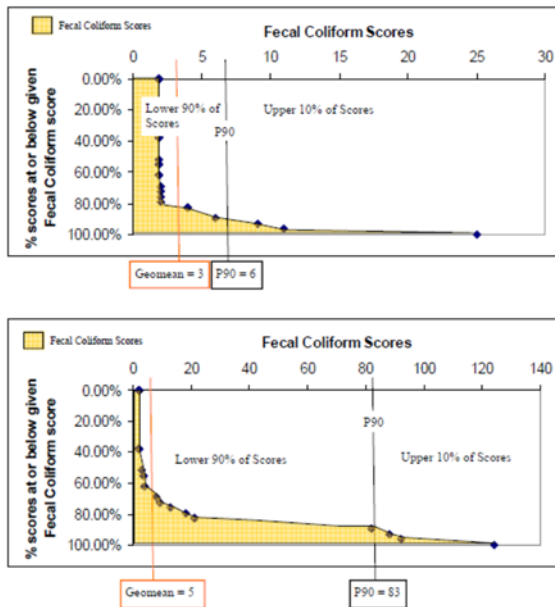 Fecal Coliform Scores
Fecal Coliform Scores
0 5 10 15 20 25 30
% scores at or below given
Fecal Coliform score
0.00%
20.00%
40.00%
60.00%
80.00%
100.00%
Lower 90% of
Scores
P90
Upper 10% of Scores
Geomean = 3
P90 = 6
Fecal Coliform Scores
Fecal Coliform Scores
0 20 40 60 80 100 120 140
% scores at or below given
Fecal Coliform score
0.00%
20.00%
40.00%
60.00%
80.00%
100.00%
P90
Lower 90% of Scores
Upper 10% of Scores
Geomean = 5
P90 = 83